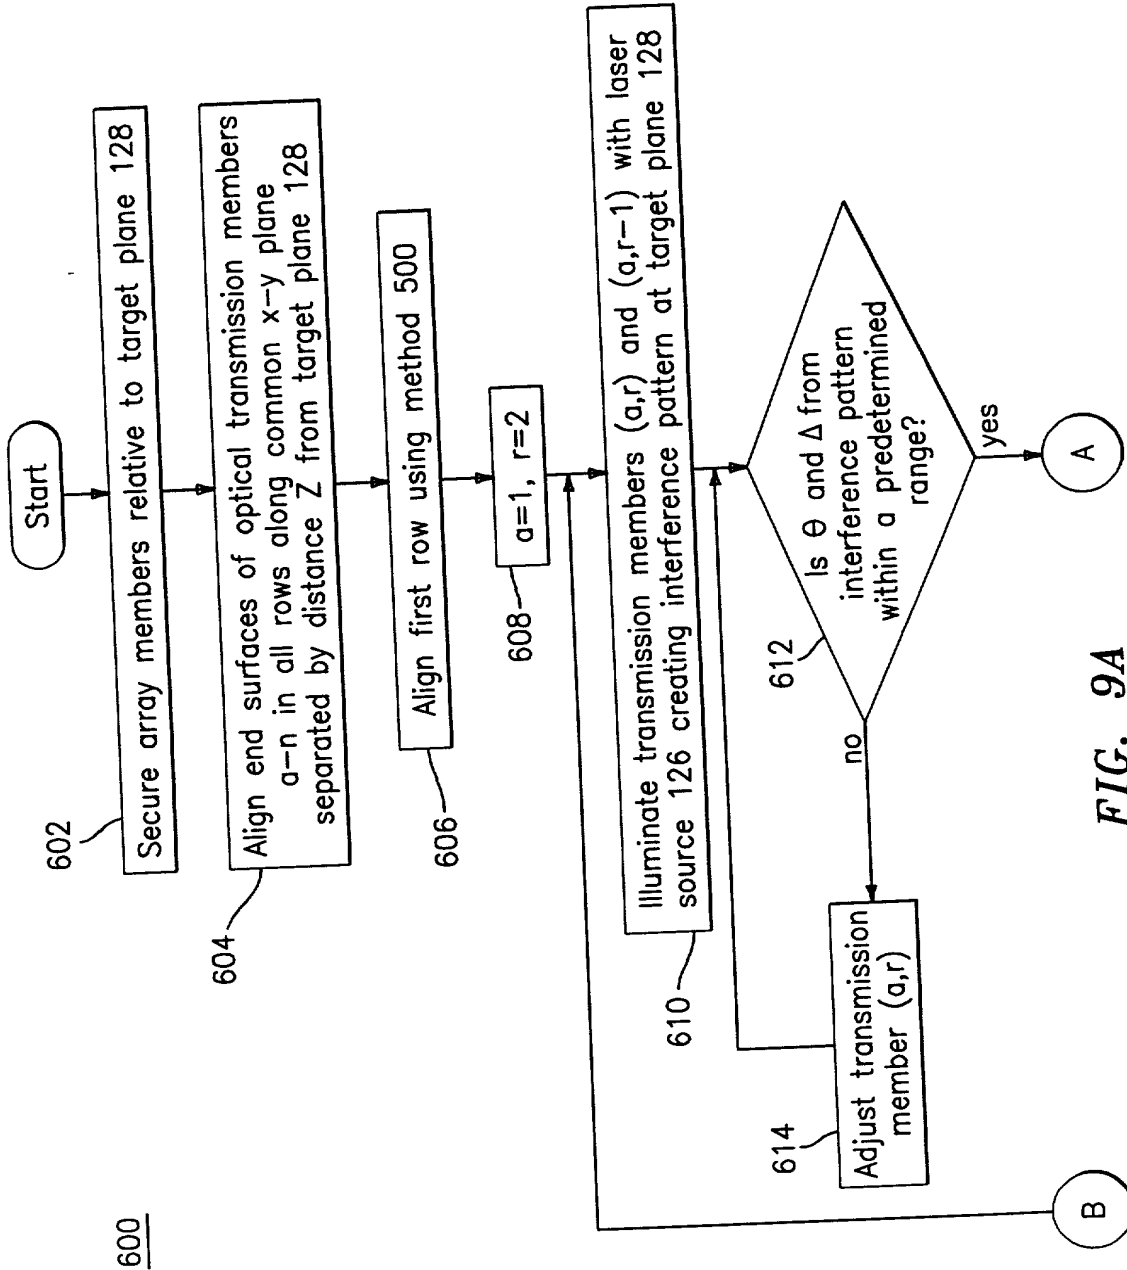 600
Start
602
Secure array members relative to target plane 128
604
Align end surfaces of optical transmission members
a–n in all rows along common x–y plane
separated by distance Z from target plane 128
606
Align first row using method 500
608
a=1, r=2
610
Illuminate transmission members (a,r) and (a,r–1) with laser
source 126 creating interference pattern at target plane 128
612
Is Θ and Δ from
interference pattern
within a predetermined
range?
no
yes
614
Adjust transmission
member (a,r)
A
B
FIG. 9A